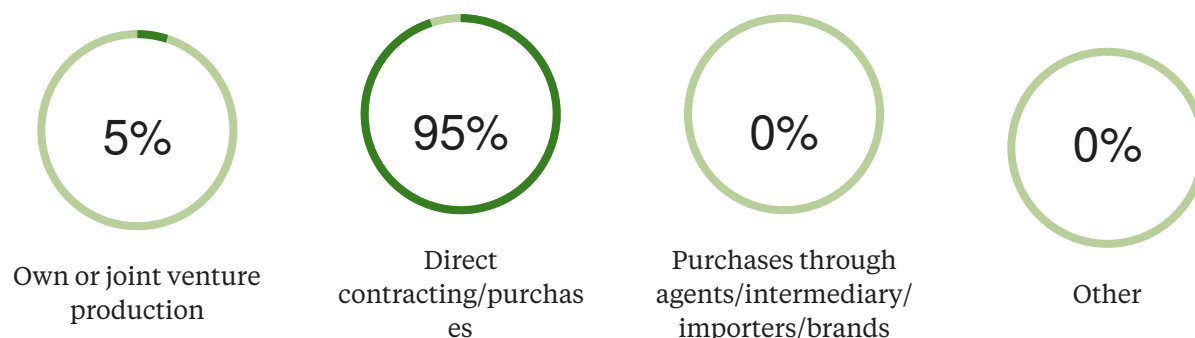 5%
Own or joint venture
production
95%
Direct
contracting/purchas
es
0%
Purchases through
agents/intermediary/
importers/brands
0%
Other